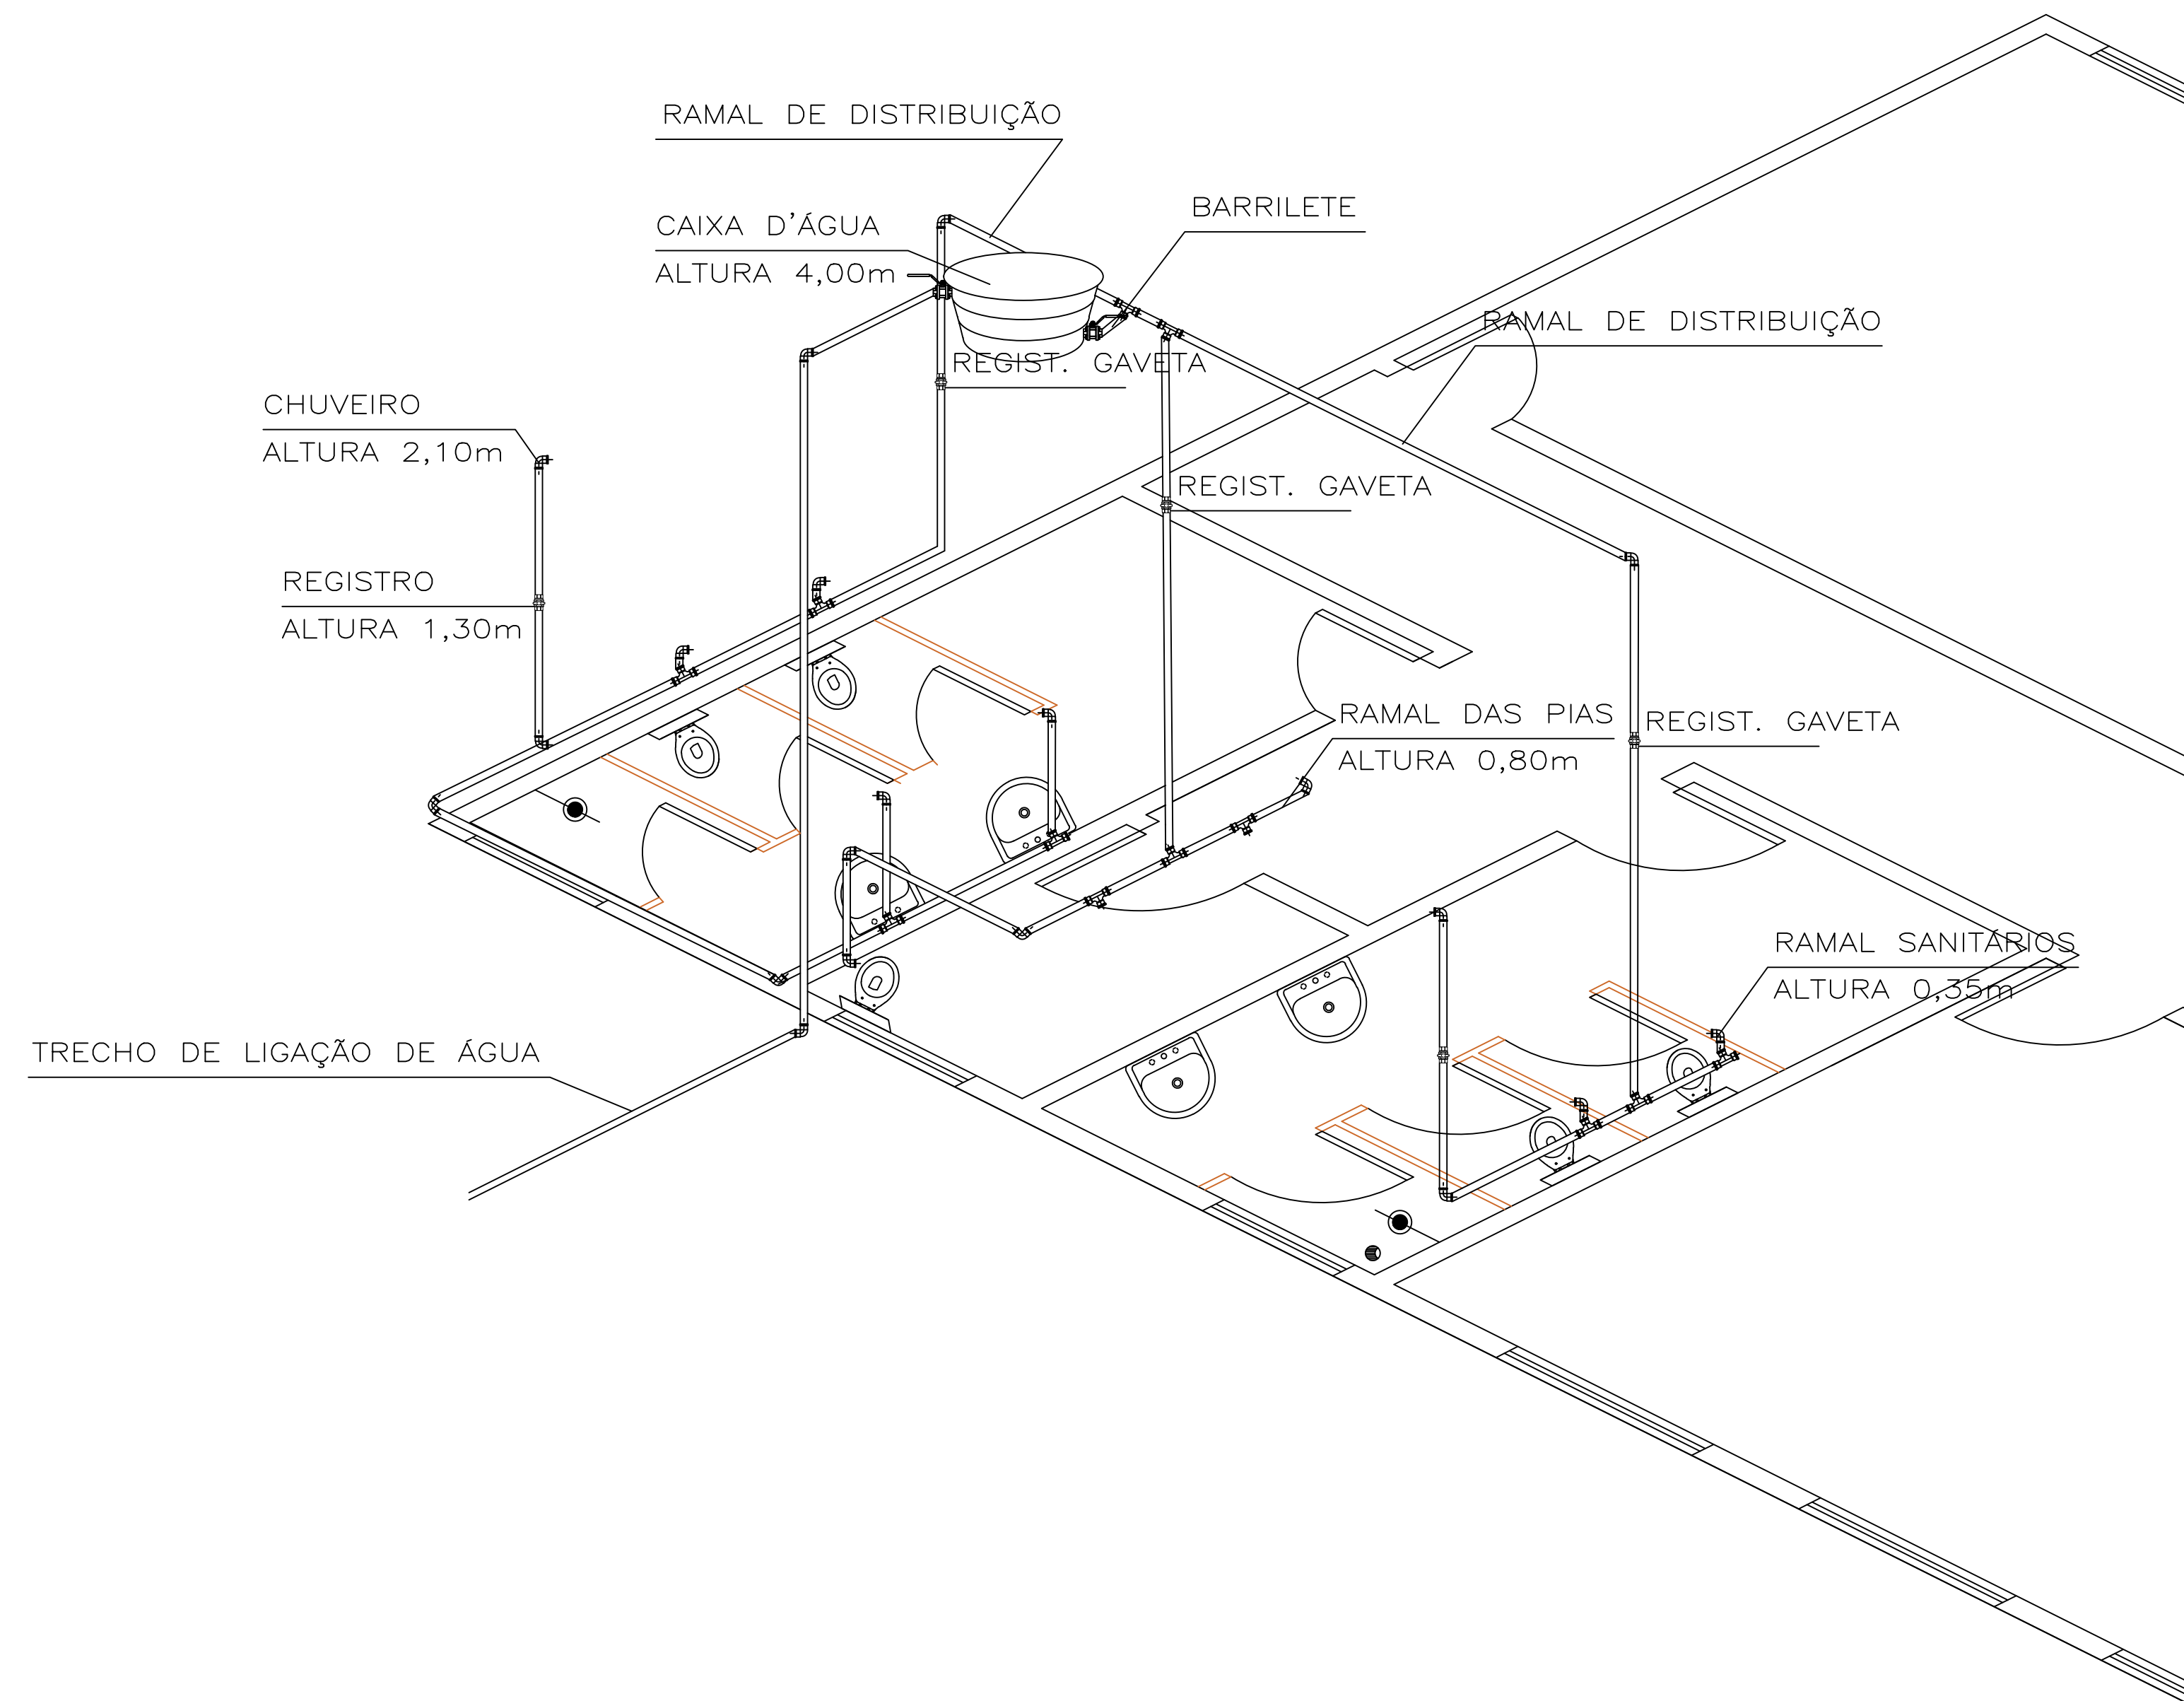 RAMAL DE DISTRIBUIÇÃO
BARRILETE
CAIXA D'ÁGUA
ALTURA 4,00m
RAMAL DE DISTRIBUIÇÃO
REGIST. GAVETA
CHUVEIRO
ALTURA 2,10m
REGIST. GAVETA
REGISTRO
ALTURA 1,30m
RAMAL DAS PIAS
ALTURA 0,80m
REGIST. GAVETA
RAMAL SANITÁRIOS
ALTURA 0,35m
TRECHO DE LIGAÇÃO DE ÁGUA